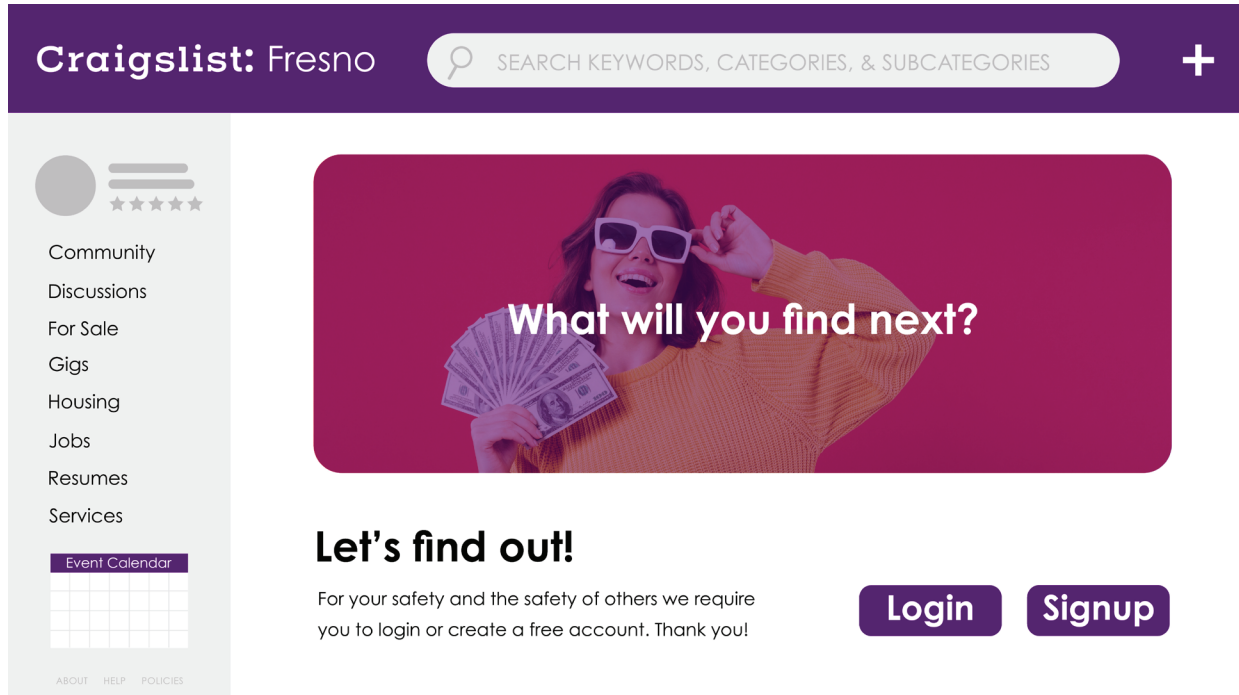 Craigslist: Fresno
SEARCH KEYWORDS, CATEGORIES, & SUBCATEGORIES
Community
Discussions
For Sale
Gigs
Housing
Jobs
Resumes
Services
Event Calendar
ABOUT HELP POLICIES
What will you find next?
Let's find out!
For your safety and the safety of others we require
you to login or create a free account. Thank you!
Login
Signup